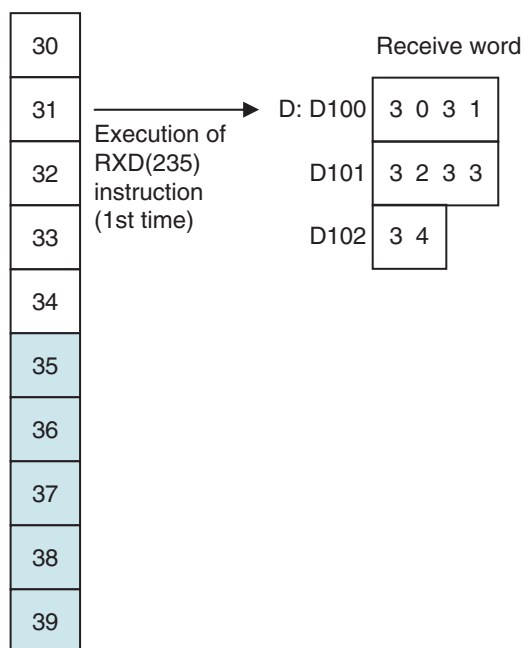 30
Receive word
31
D: D100
3 0 3 1
Execution of
RXD(235)
instruction
(1st time)
32
D101
3 2 3 3
33
D102
3 4
34
35
36
37
38
39